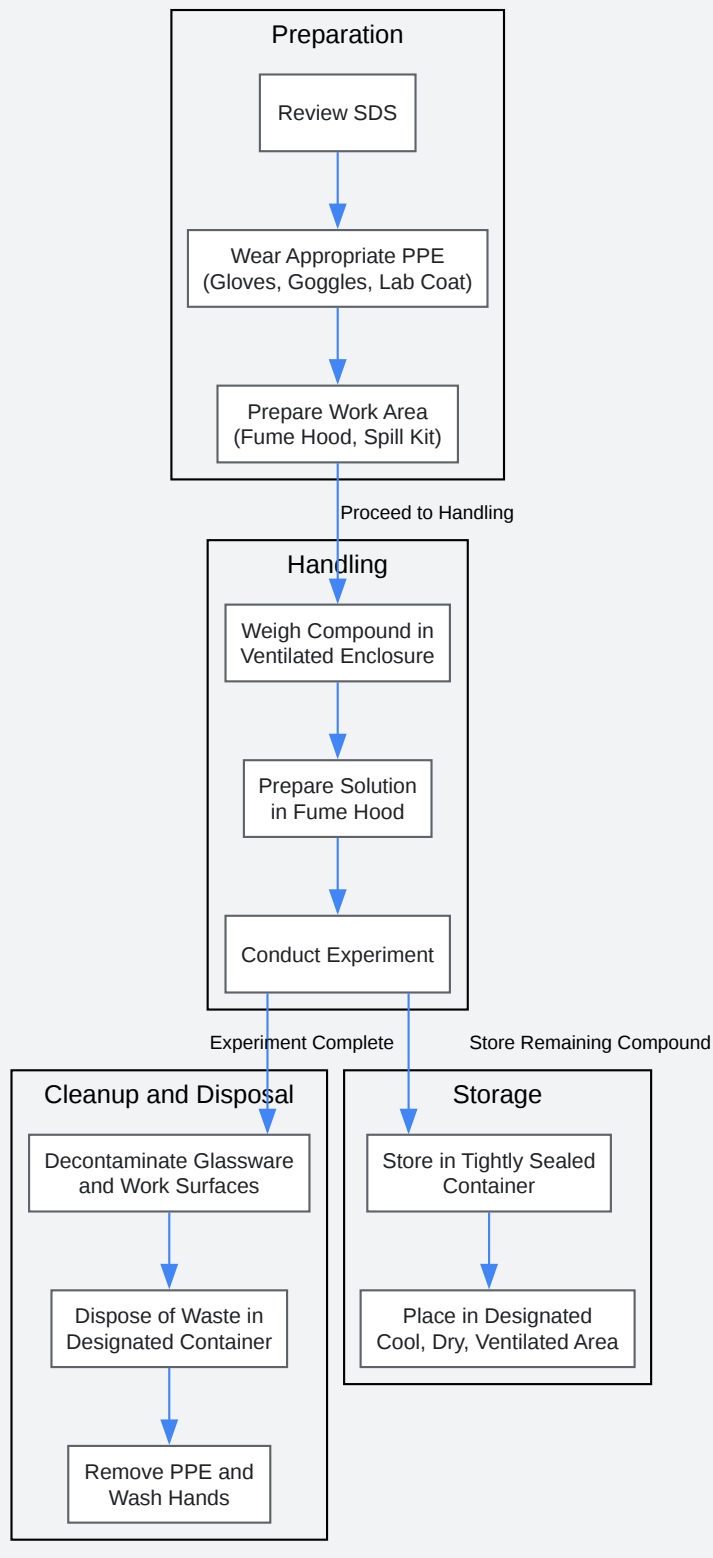 Preparation
Review SDS
Wear Appropriate PPE
(Gloves, Goggles, Lab Coat)
Prepare Work Area
(Fume Hood, Spill Kit)
Proceed to Handling
Handling
Weigh Compound in
Ventilated Enclosure
Prepare Solution
in Fume Hood
Conduct Experiment
Experiment Complete
Store Remaining Compound
Cleanup and Disposal
Decontaminate Glassware
and Work Surfaces
Dispose of Waste in
Designated Container
Remove PPE and
Wash Hands
Storage
Store in Tightly Sealed
Container
Place in Designated
Cool, Dry, Ventilated Area